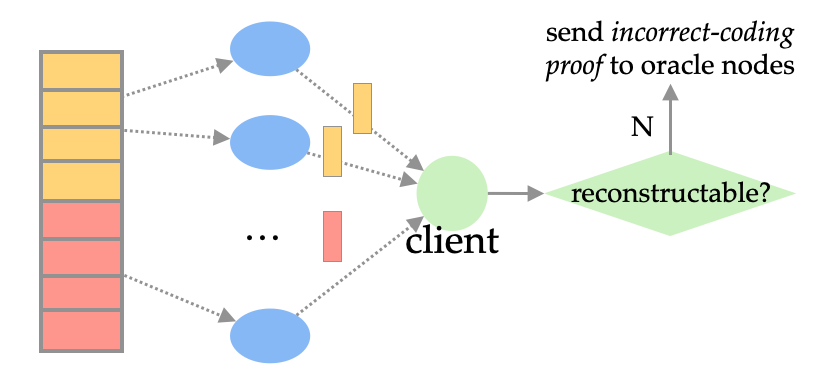 send incorrect-coding
proof to oracle nodes
N
reconstructable?
...
client